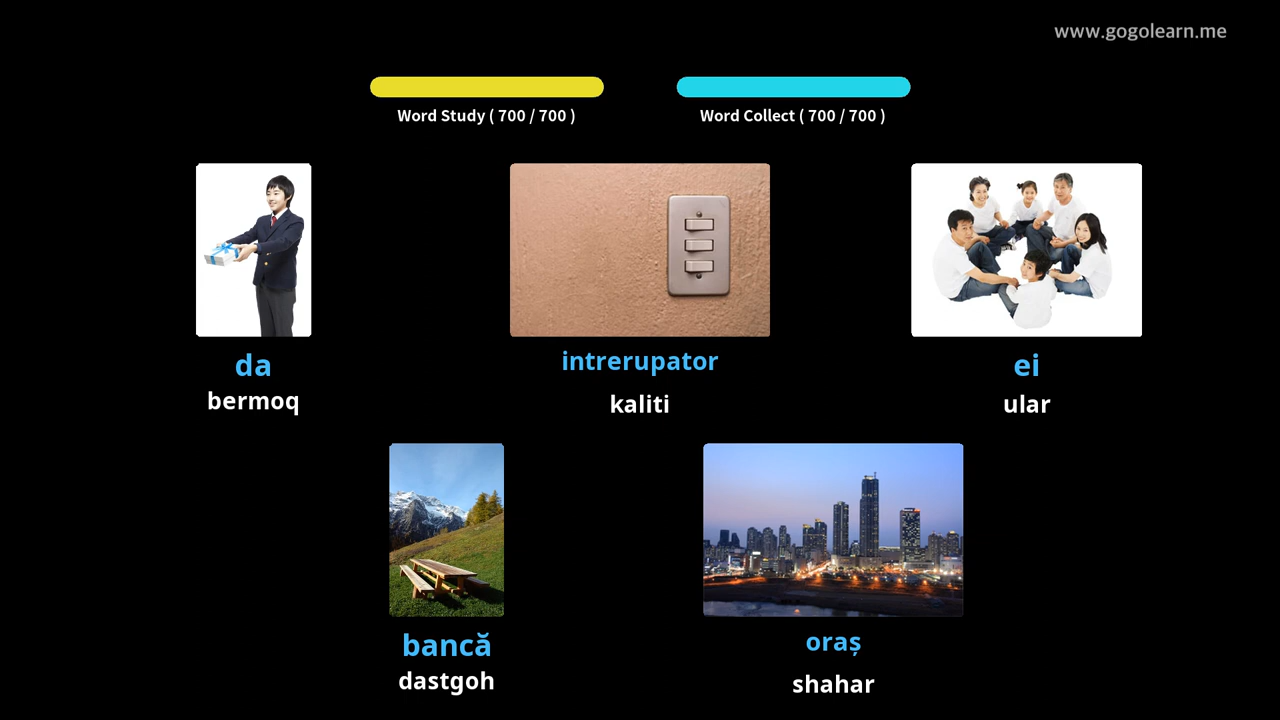 www.gogolearn.me
Word Study ( 700 / 700 )
Word Collect ( 700 / 700 )
da
bermoq
intrerupator
kaliti
ei
ular
bancă
dastgoh
oraș
shahar